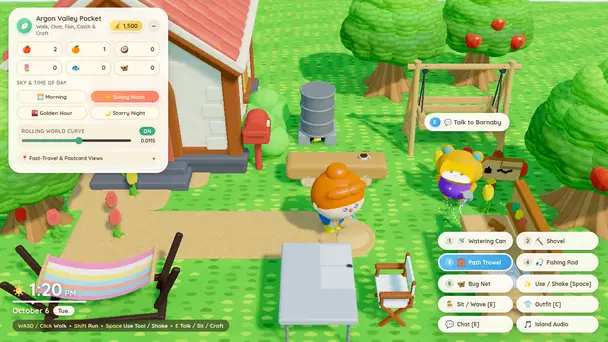 Argon Valley Pocket
Walk, Chat, Fish, Catch & Craft
1,500
2
1
0
0
0
0
SKY & TIME OF DAY
Morning
Sunny Noon
Golden Hour
Starry Night
ROLLING WORLD CURVE
ON
0.0115
Fast-Travel & Postcard Views
E
Talk to Barnaby
1:20 PM
October 6 Tue.
WASD / Click Walk • Shift Run • Space Use Tool / Shake • E Talk / Sit / Craft
1 Watering Can
2 Shovel
3 Path Trowel
4 Fishing Rod
5 Bug Net
Use / Shake [Space]
Sit / Wave [E]
Outfit [C]
Chat [E]
Island Audio